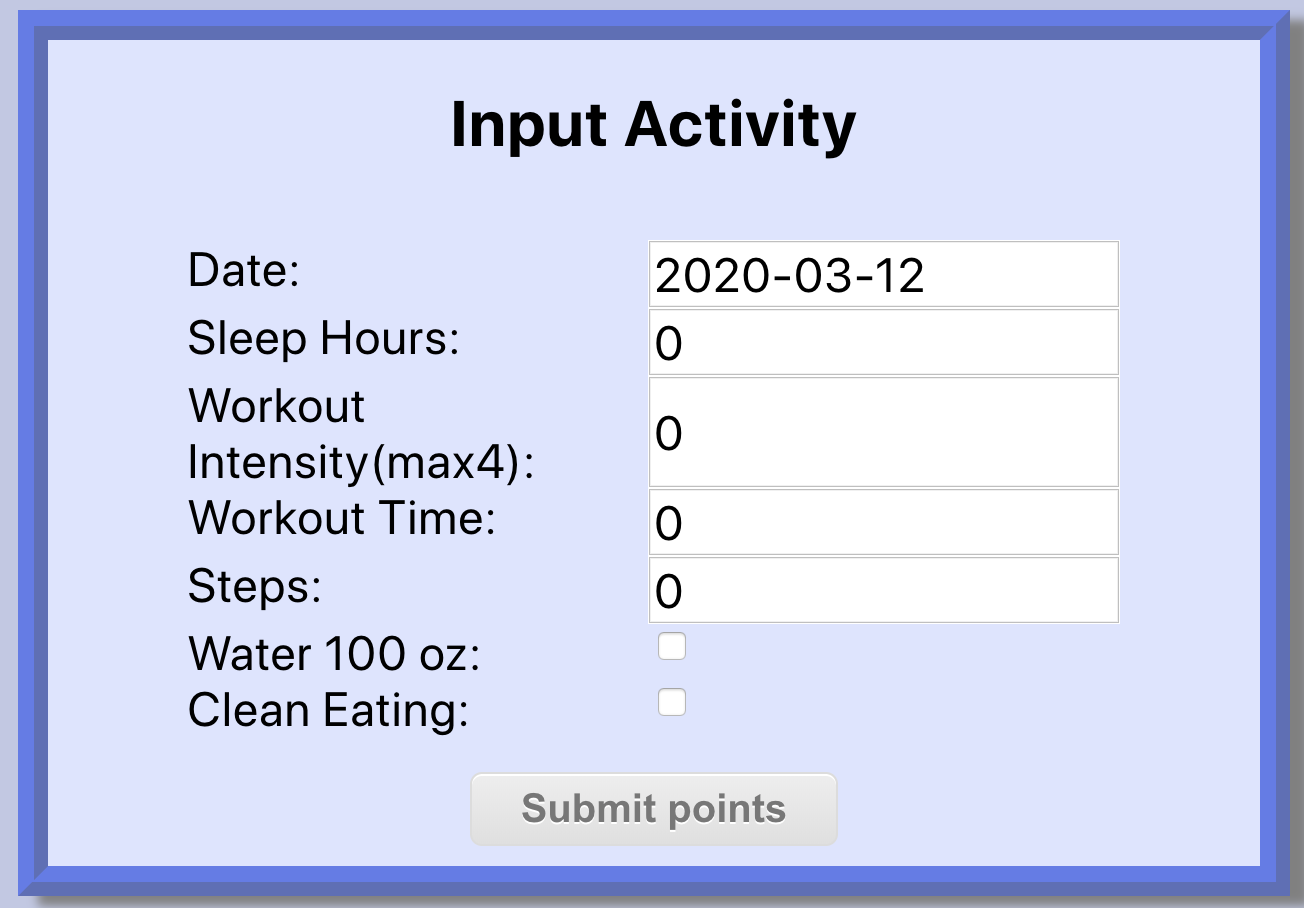 Input Activity
Date: 2020-03-12
Sleep Hours: 0
Workout
Intensity(max4): 0
Workout Time: 0
Steps: 0
Water 100 oz:
Clean Eating:
Submit points